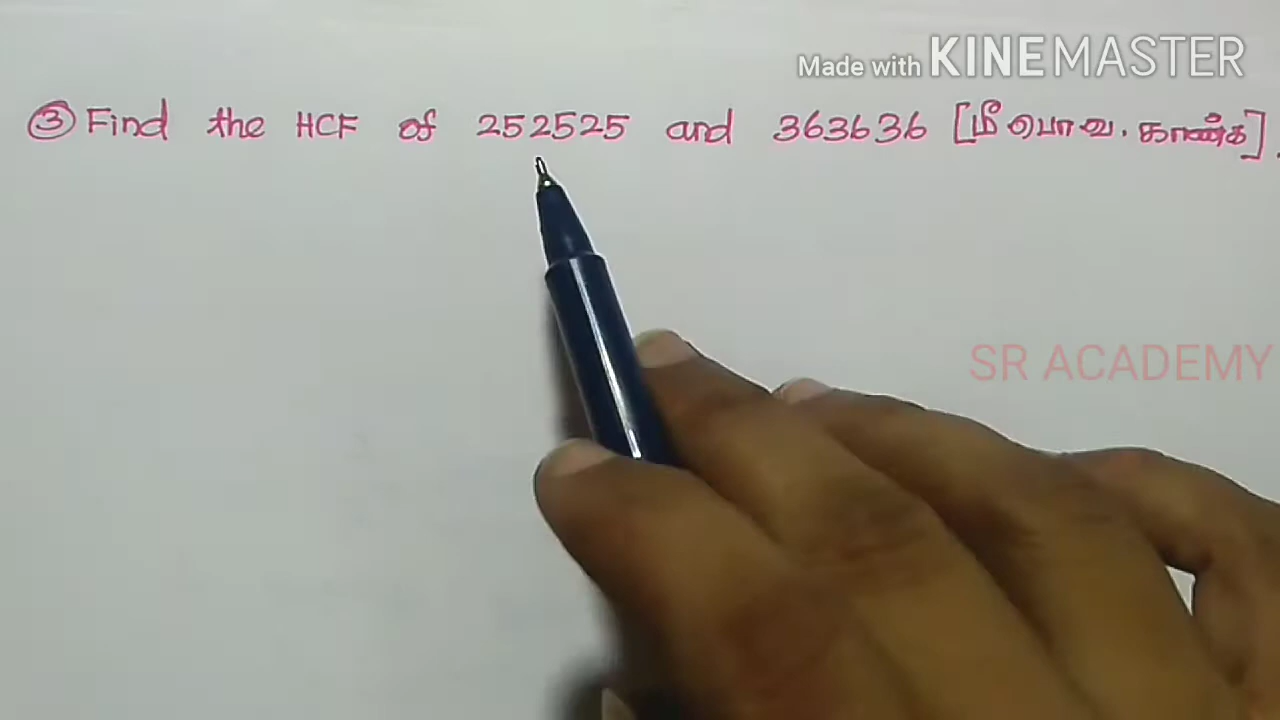 Made with KINEMASTER
③ Find the HCF of 252525 and 363636 [மீ பொ வ. காண்க].
SR ACADEMY